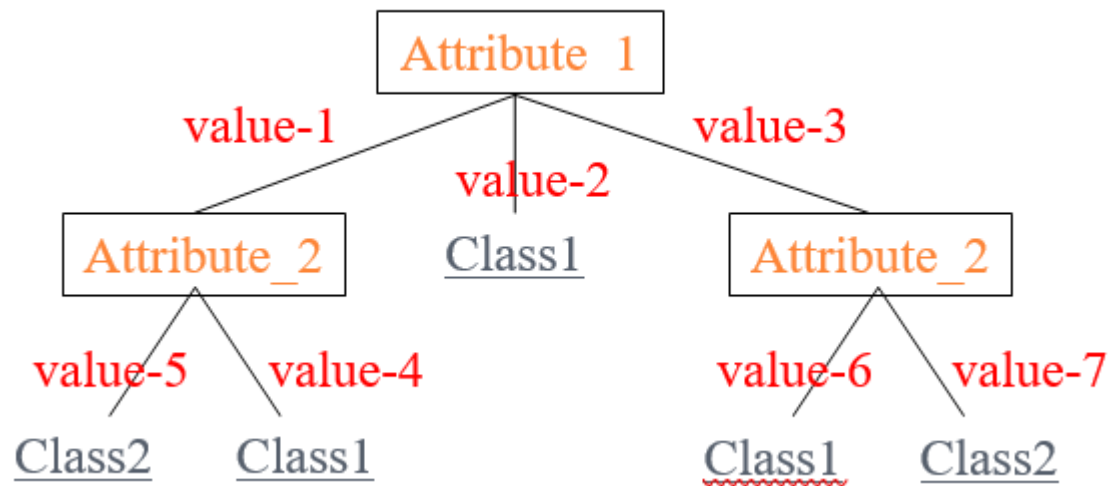 Attribute 1
value-1
value-3
value-2
Attribute_2
Class1
Attribute_2
value-5
value-4
value-6
value-7
Class2
Class1
Class1
Class2